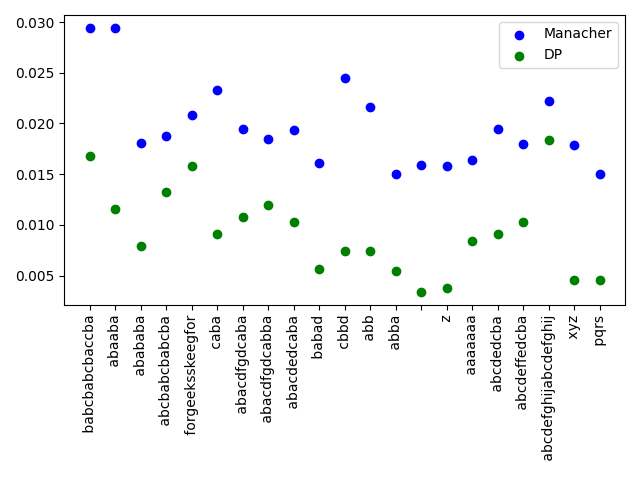 0.030
0.025
0.020
0.015
0.010
0.005
Manacher
DP
babcbabcbaccba
abaaba
abababa
abcbabcbabcba
forgeeksskeegfor
caba
abacdfgdcaba
abacdfgdcabba
abacdedcaba
babad
cbbd
abb
abba
z
aaaaaaa
abcdedcba
abcdeffedcba
abcdefghijabcdefghij
xyz
pqrs